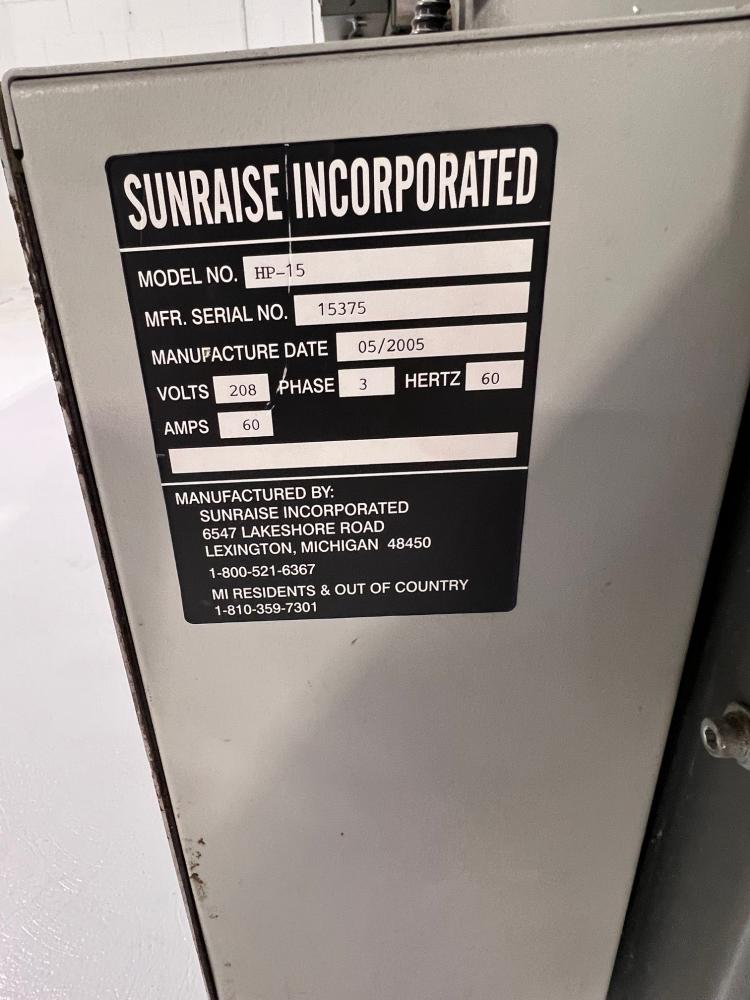 SUNRAISE INCORPORATED
MODEL NO. HP-15
MFR. SERIAL NO. 15375
MANUFACTURE DATE 05/2005
VOLTS 208 PHASE 3 HERTZ 60
AMPS 60
MANUFACTURED BY:
SUNRAISE INCORPORATED
6547 LAKESHORE ROAD
LEXINGTON, MICHIGAN 48450
1-800-521-6367
MI RESIDENTS & OUT OF COUNTRY
1-810-359-7301